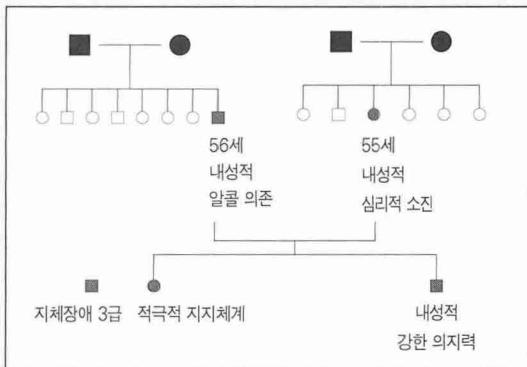 56세
내성적
알콜 의존
55세
내성적
심리적 소진
지체장애 3급
적극적 지지체계
내성적
강한 의지력